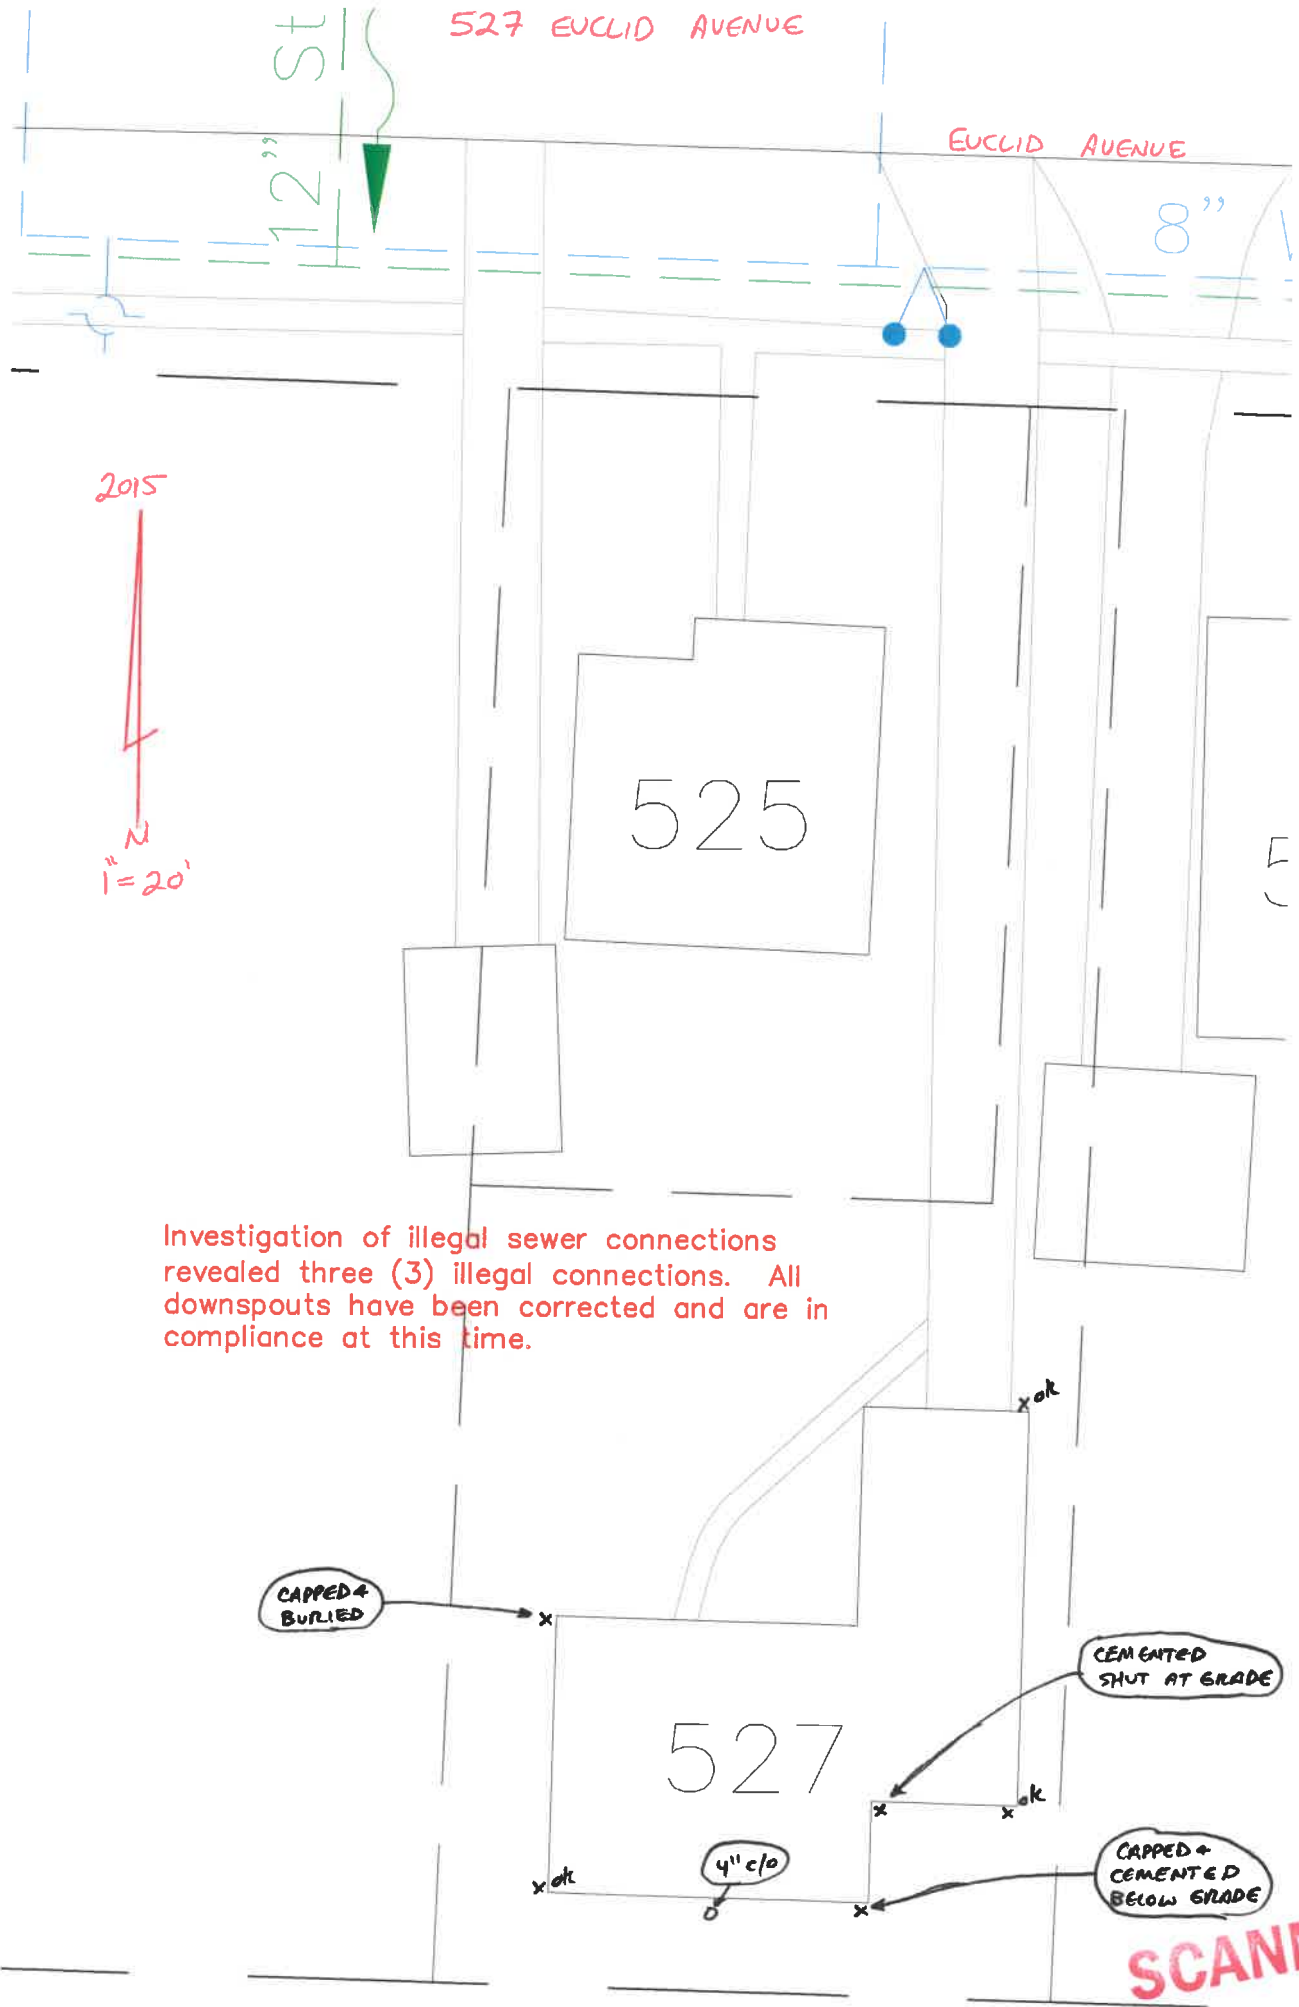 527 EUCLID AVENUE
12" St
EUCLID AVENUE
8"
2015
N
1"=20'
525
5
Investigation of illegal sewer connections
revealed three (3) illegal connections. All
downspouts have been corrected and are in
compliance at this time.
ok
CAPPED &
BURIED
CEMENTED
SHUT AT GRADE
527
ok
ok
4" c/o
CAPPED &
CEMENTED
BELOW GRADE